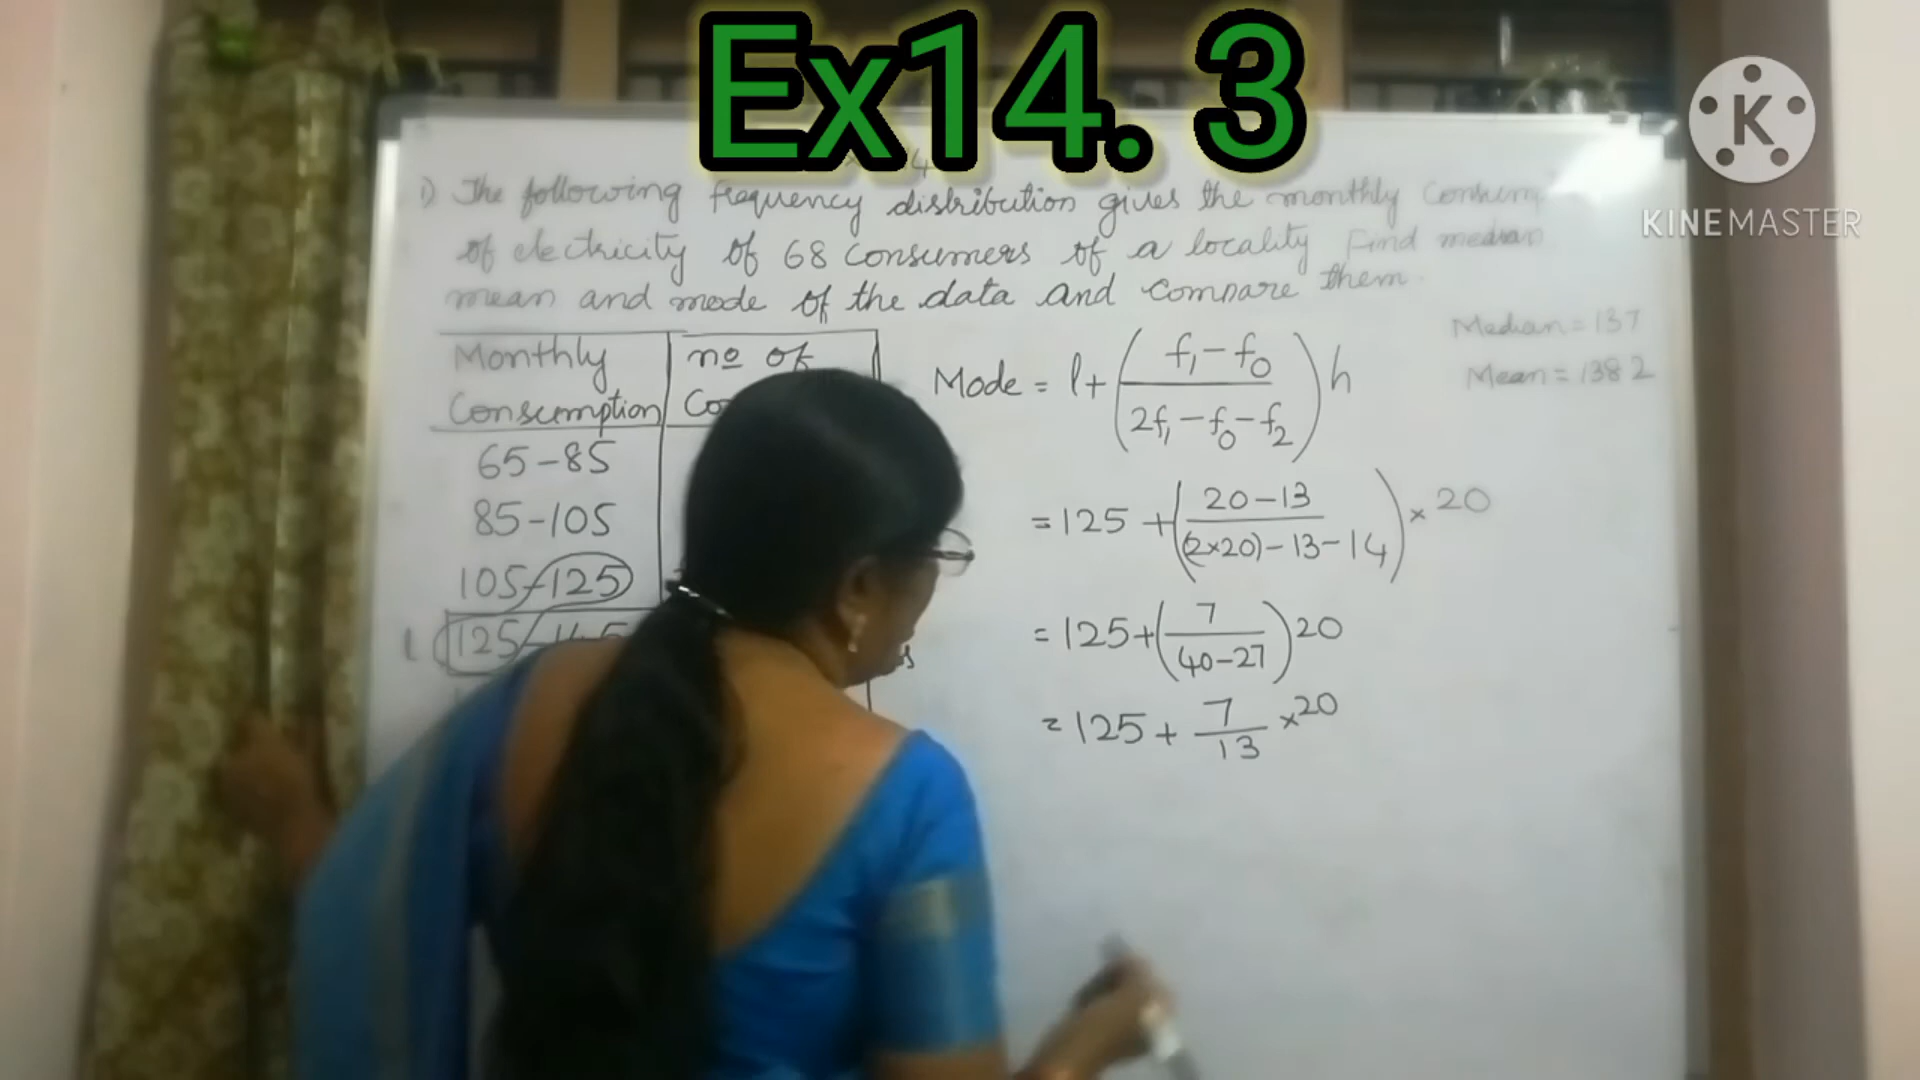 Ex14.3
KINEMASTER
1) The following frequency distribution gives the monthly
of electricity of 68 consumers of a locality Find median
mean and mode of the data and compare them.
Monthly Consumption
no of
65-85
85-105
105-125
l 125-145
Median = 137
Mean = 138 2
Mode = l + ( f₁ - f₀ / 2f₁ - f₀ - f₂ ) h
= 125 + ( 20 - 13 / (2×20) - 13 - 14 ) × 20
= 125 + ( 7 / 40 - 27 ) 20
= 125 + 7 / 13 × 20